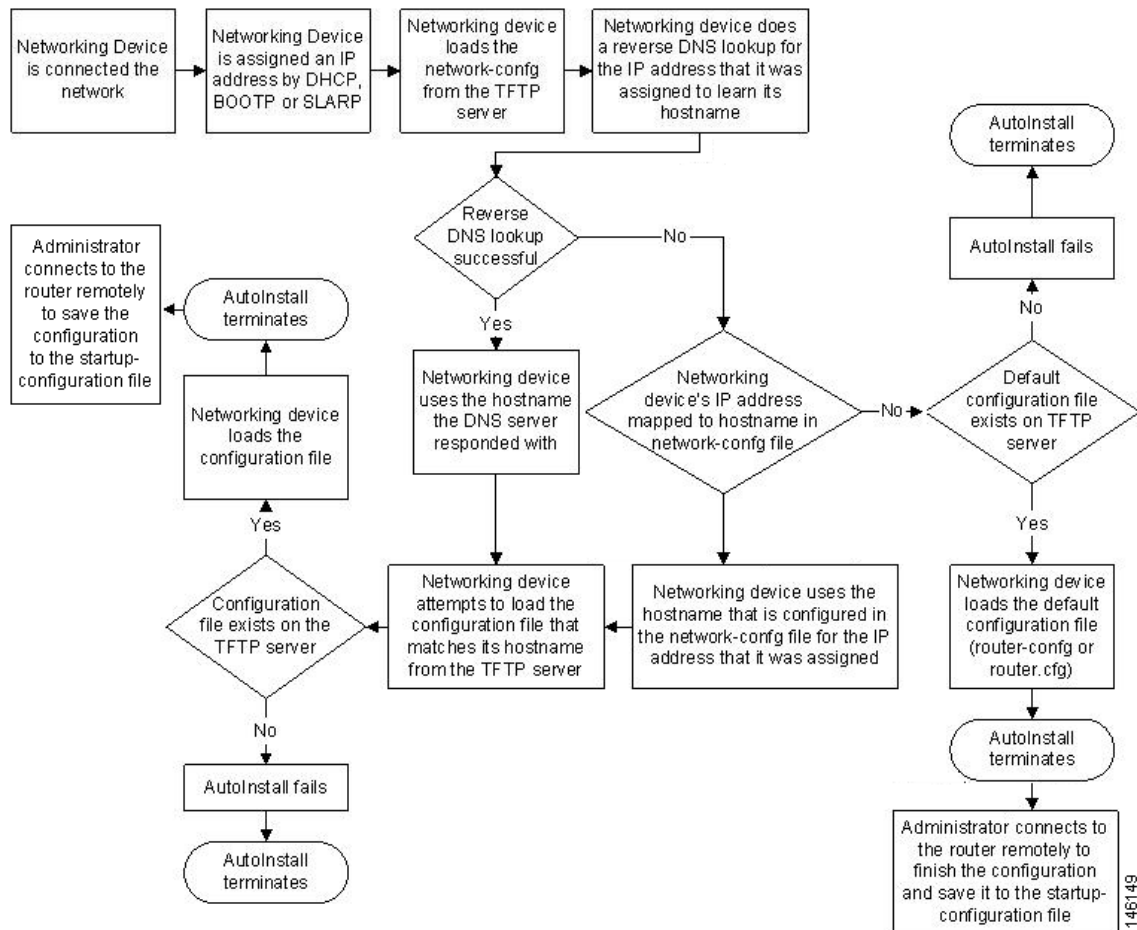 Networking Device
is connected the
network
Networking Device
is assigned an IP
address by DHCP,
BOOTP or SLARP
Networking device
loads the
network-confg
from the TFTP
server
Networking device does
a reverse DNS lookup for
the IP address that it was
assigned to learn its
hostname
AutoInstall
terminates
Reverse
DNS lookup
successful
No
AutoInstall fails
Administrator
connects to the
router remotely
to save the
configuration
to the startup-
configuration file
AutoInstall
terminates
Yes
No
Networking device
uses the hostname
the DNS server
responded with
Networking
device's IP address
mapped to hostname in
network-confg file
No
Default
configuration file
exists on TFTP
server
Networking device
loads the
configuration file
Yes
Yes
Configuration
file exists on the
TFTP server
Networking device
attempts to load the
configuration file that
matches its hostname
from the TFTP server
Networking device uses the
hostname that is configured in
the network-confg file for the IP
address that it was assigned
Networking device
loads the default
configuration file
(router-confg or
router.cfg)
No
AutoInstall fails
AutoInstall
terminates
AutoInstall
terminates
Administrator connects to
the router remotely to
finish the configuration
and save it to the startup-
configuration file
146149